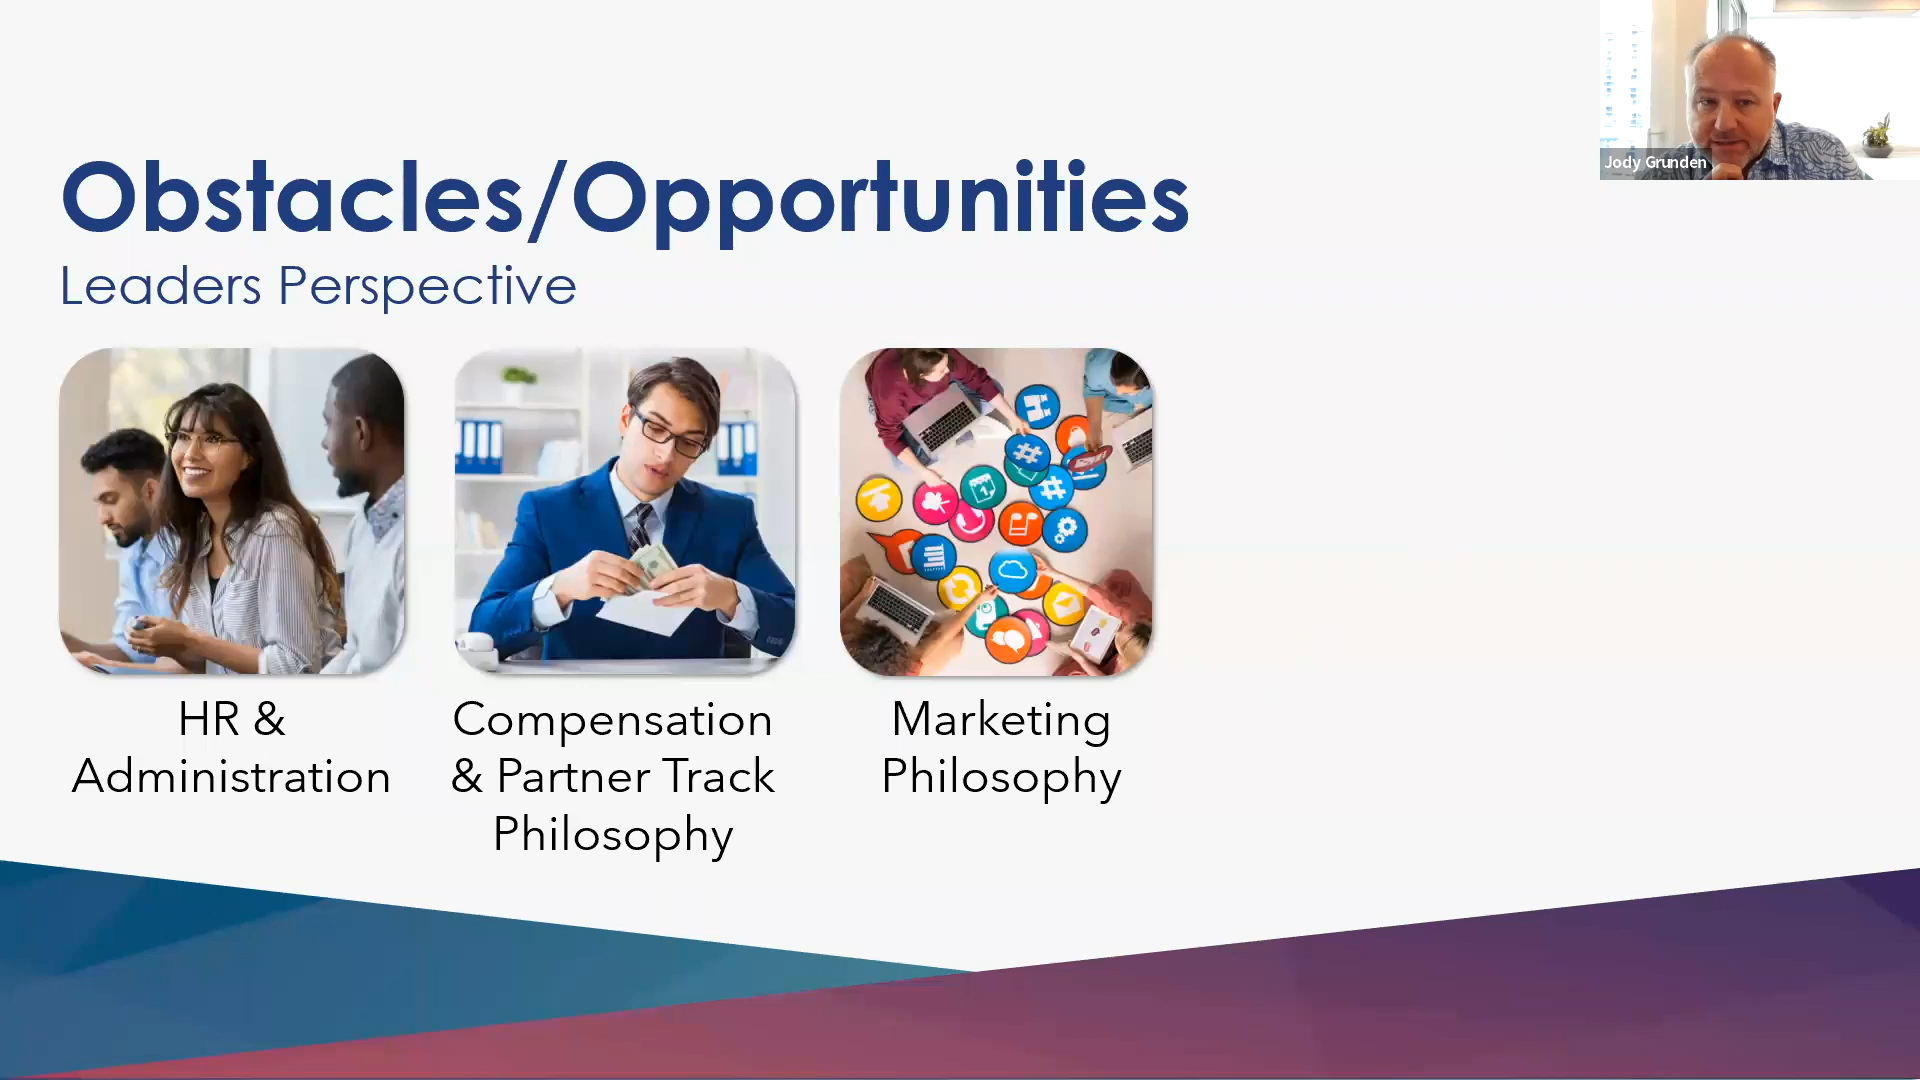 Obstacles/Opportunities
Leaders Perspective
Jody Grunden
HR &
Administration
Compensation
& Partner Track
Philosophy
Marketing
Philosophy